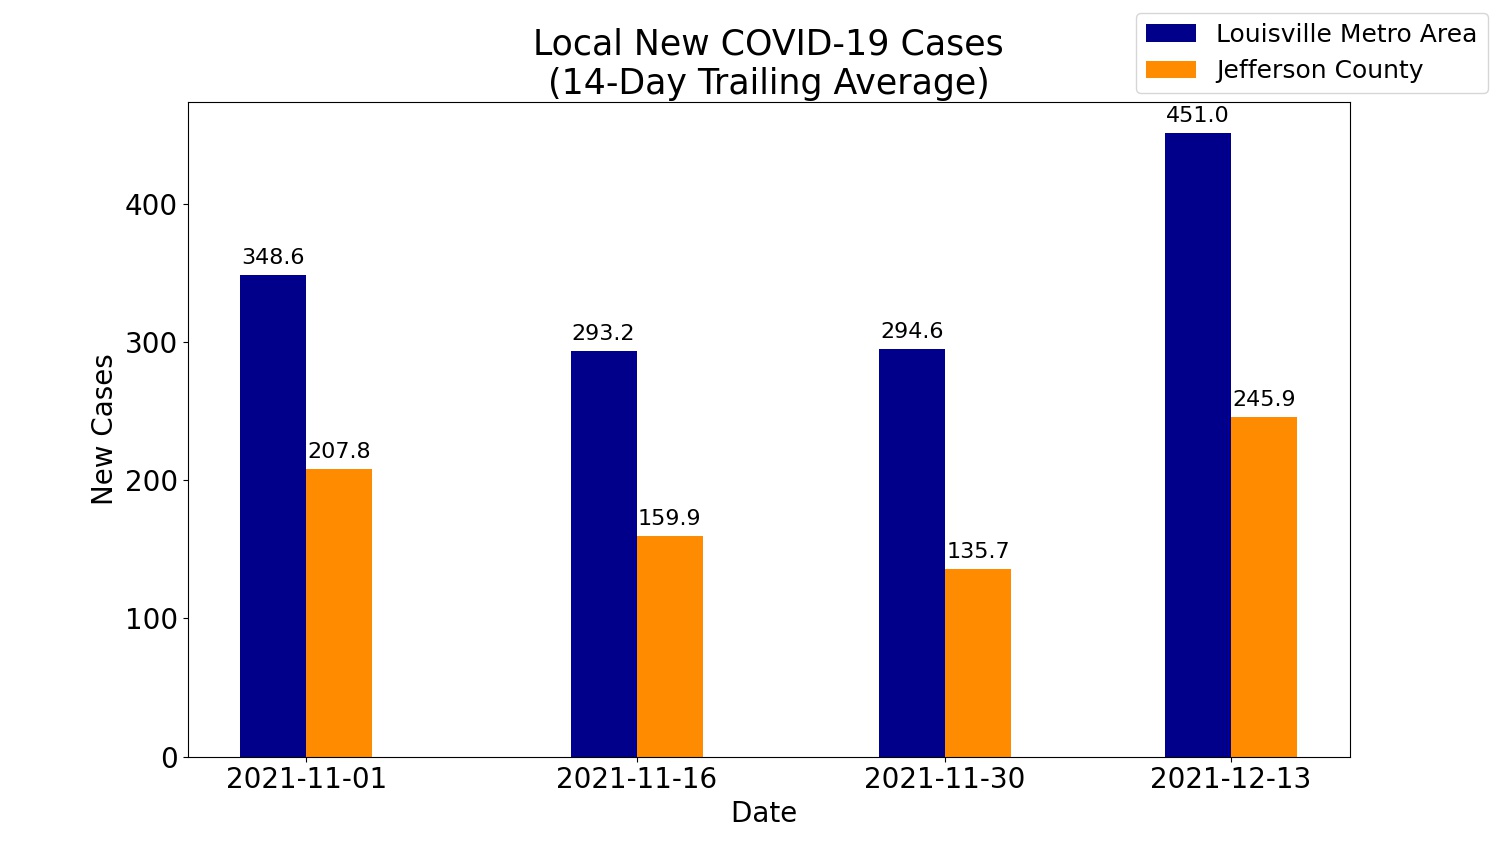 Local New COVID-19 Cases
(14-Day Trailing Average)
Louisville Metro Area
Jefferson County
New Cases
400
300
200
100
0
348.6
207.8
293.2
159.9
294.6
135.7
451.0
245.9
2021-11-01
2021-11-16
2021-11-30
2021-12-13
Date